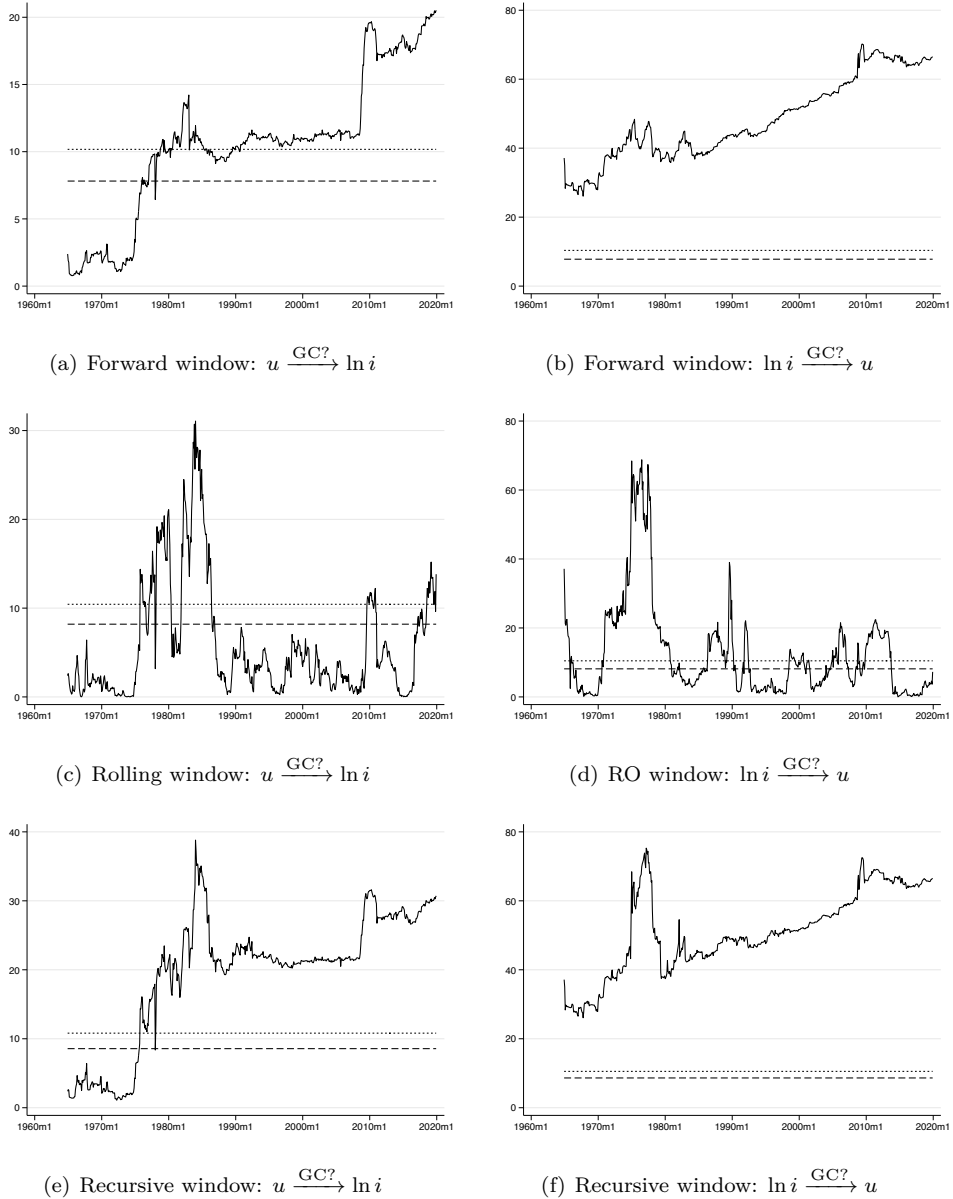 20
15
10
5
0
1960m1 1970m1 1980m1 1990m1 2000m1 2010m1 2020m1
80
60
40
20
0
1960m1 1970m1 1980m1 1990m1 2000m1 2010m1 2020m1
(a) Forward window: u GC?⟶ ln i
(b) Forward window: ln i GC?⟶ u
30
20
10
0
1960m1 1970m1 1980m1 1990m1 2000m1 2010m1 2020m1
80
60
40
20
0
1960m1 1970m1 1980m1 1990m1 2000m1 2010m1 2020m1
(c) Rolling window: u GC?⟶ ln i
(d) RO window: ln i GC?⟶ u
40
30
20
10
0
1960m1 1970m1 1980m1 1990m1 2000m1 2010m1 2020m1
80
60
40
20
0
1960m1 1970m1 1980m1 1990m1 2000m1 2010m1 2020m1
(e) Recursive window: u GC?⟶ ln i
(f) Recursive window: ln i GC?⟶ u